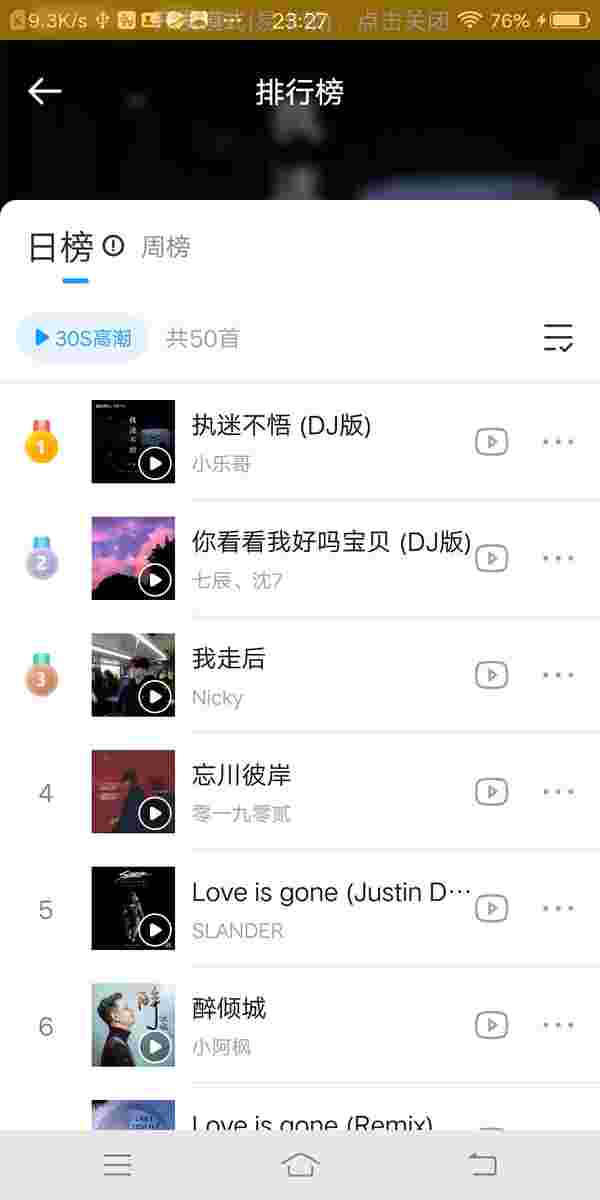 9.3K/s
23:27
点击关闭
76%
排行榜
日榜
周榜
30S高潮
共50首
1
执迷不悟 (DJ版)
小乐哥
2
你看看我好吗宝贝 (DJ版)
七辰、沈7
3
我走后
Nicky
4
忘川彼岸
零一九零贰
5
Love is gone (Justin D…
SLANDER
6
醉倾城
小阿枫
Love is gone (Remix)